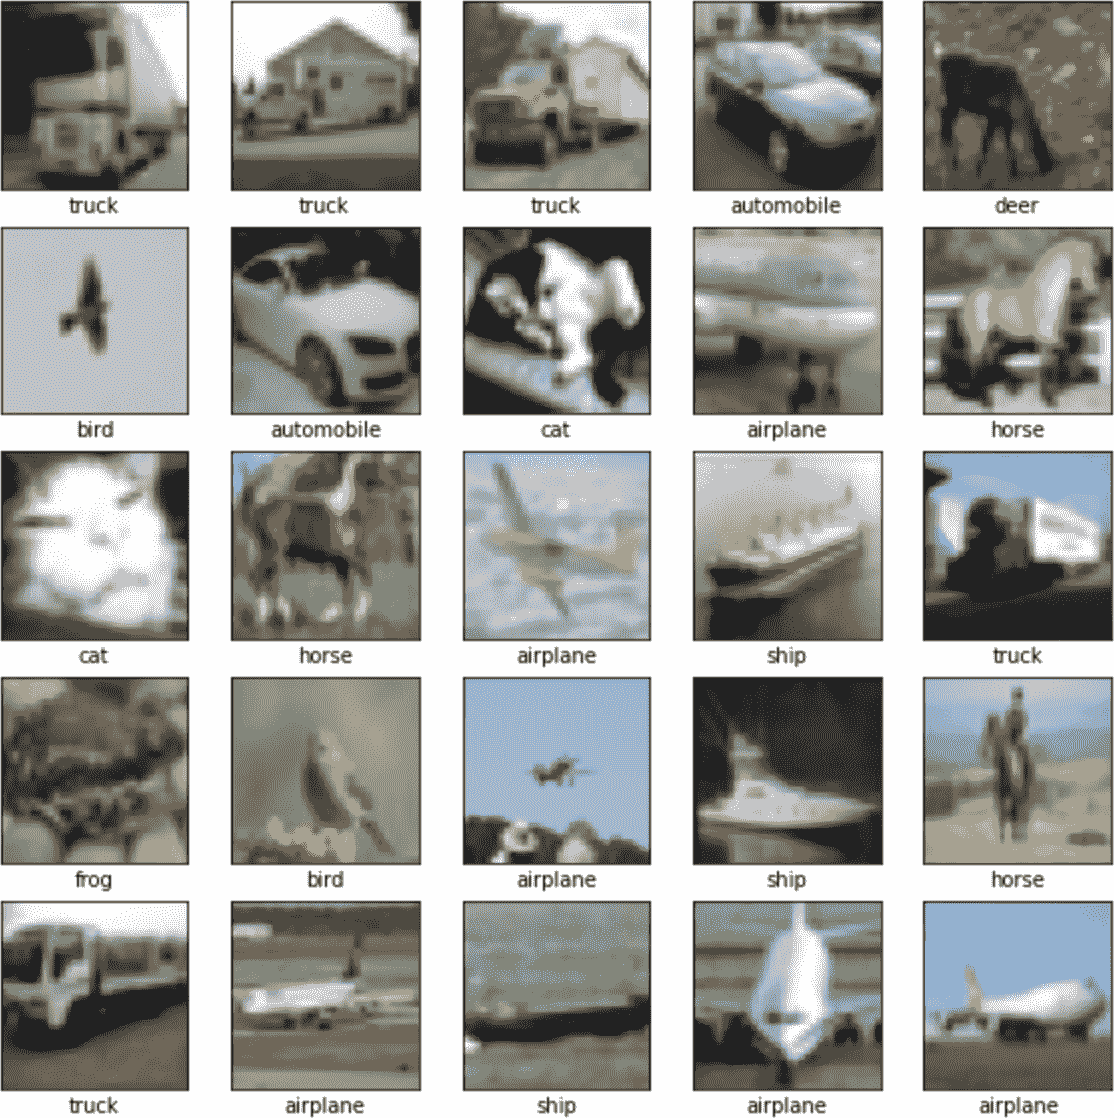 truck truck truck automobile deer
bird automobile cat airplane horse
cat horse airplane ship truck
frog bird airplane ship horse
truck airplane ship airplane airplane